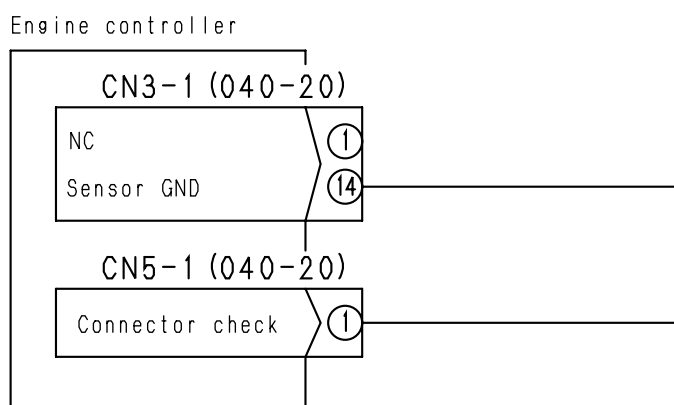 Engine controller
CN3-1 (040-20)
NC 1
Sensor GND 14
CN5-1 (040-20)
Connector check 1